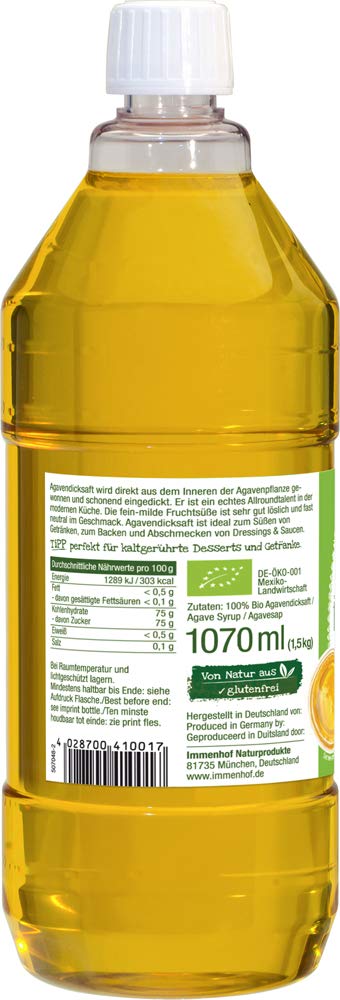 Agavendicksaft wird direkt aus dem Inneren der Agavenpflanze ge-
wonnen und schonend eingedickt. Er ist ein echtes Allroundtalent in der
modernen Küche. Die fein-milde Fruchtsüße ist sehr gut löslich und fast
neutral im Geschmack. Agavendicksaft ist ideal zum Süßen von
Getränken, zum Backen und Abschmecken von Dressings & Saucen.
TIPP perfekt für kaltgerührte Desserts und Getränke.
Durchschnittliche Nährwerte pro 100 g
Energie 1289 KJ / 303 kcal
Fett < 0,5 g
- davon gesättigte Fettsäuren < 0,1 g
Kohlenhydrate 75 g
- davon Zucker 75 g
Eiweiß < 0,5 g
Salz 0,1 g
Bei Raumtemperatur und
lichtgeschützt lagern.
Mindestens haltbar bis Ende: siehe
Aufdruck Flasche./Best before end:
see imprint bottle./Ten minste
houdbaar tot einde: zie print fles.
507046-2
4 028700 410017
DE-ÖKO-001
Mexiko-
Landwirtschaft
Zutaten: 100% Bio Agavendicksaft /
Agave Syrup / Agavesap
1070 ml (1,5kg)
Von Natur aus
glutenfrei
Hergestellt in Deutschland von:
Produced in Germany by:
Geproduceerd in Duitsland door:
Immenhof Naturprodukte
81735 München, Deutschland
www.immenhof.de